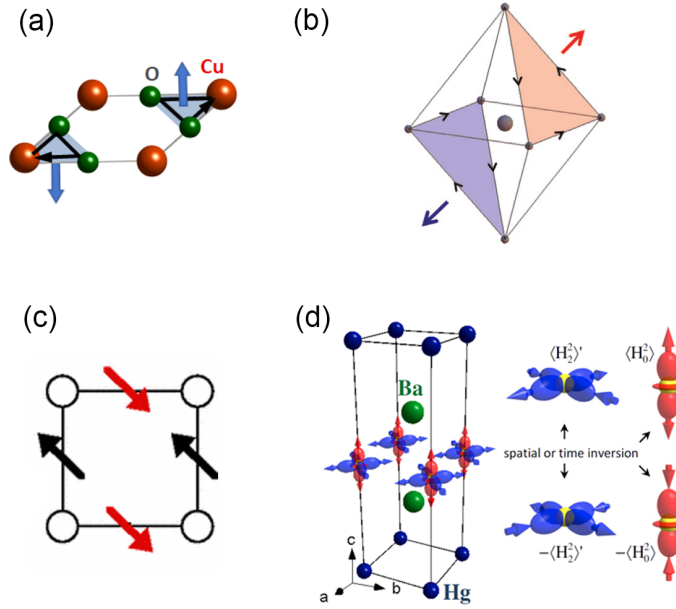 (a)
O
Cu
(b)
(c)
(d)
Ba
Hg
c
a
b
⟨H₂²⟩'
⟨H₀²⟩
spatial or time inversion
−⟨H₂²⟩'
−⟨H₀²⟩